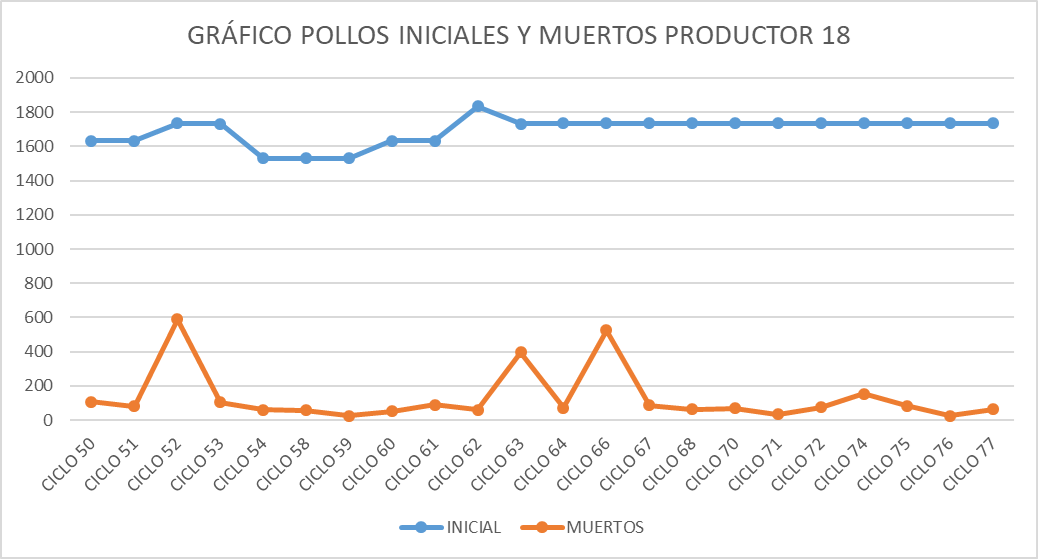 GRÁFICO POLLOS INICIALES Y MUERTOS PRODUCTOR 18
2000
1800
1600
1400
1200
1000
800
600
400
200
0
CICLO 50
CICLO 51
CICLO 52
CICLO 53
CICLO 54
CICLO 58
CICLO 59
CICLO 60
CICLO 61
CICLO 62
CICLO 63
CICLO 64
CICLO 66
CICLO 67
CICLO 68
CICLO 70
CICLO 71
CICLO 72
CICLO 74
CICLO 75
CICLO 76
CICLO 77
INICIAL MUERTOS